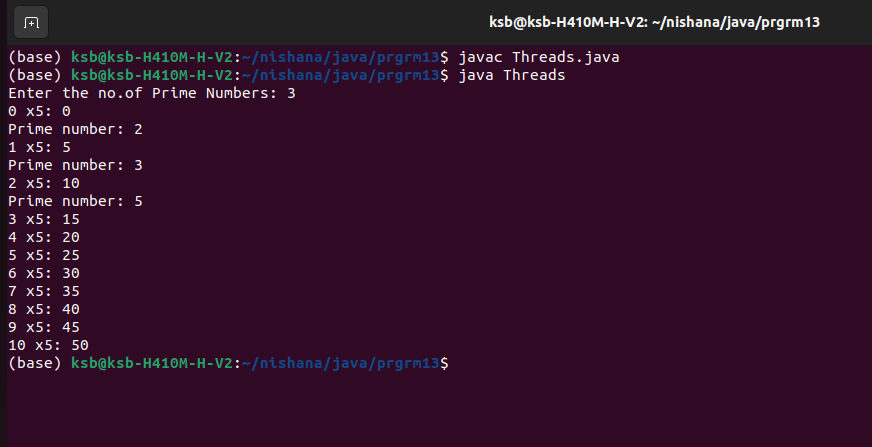 ksb@ksb-H410M-H-V2: ~/nishana/java/prgrm13
(base) ksb@ksb-H410M-H-V2:~/nishana/java/prgrm13$ javac Threads.java
(base) ksb@ksb-H410M-H-V2:~/nishana/java/prgrm13$ java Threads
Enter the no.of Prime Numbers: 3
0 x5: 0
Prime number: 2
1 x5: 5
Prime number: 3
2 x5: 10
Prime number: 5
3 x5: 15
4 x5: 20
5 x5: 25
6 x5: 30
7 x5: 35
8 x5: 40
9 x5: 45
10 x5: 50
(base) ksb@ksb-H410M-H-V2:~/nishana/java/prgrm13$